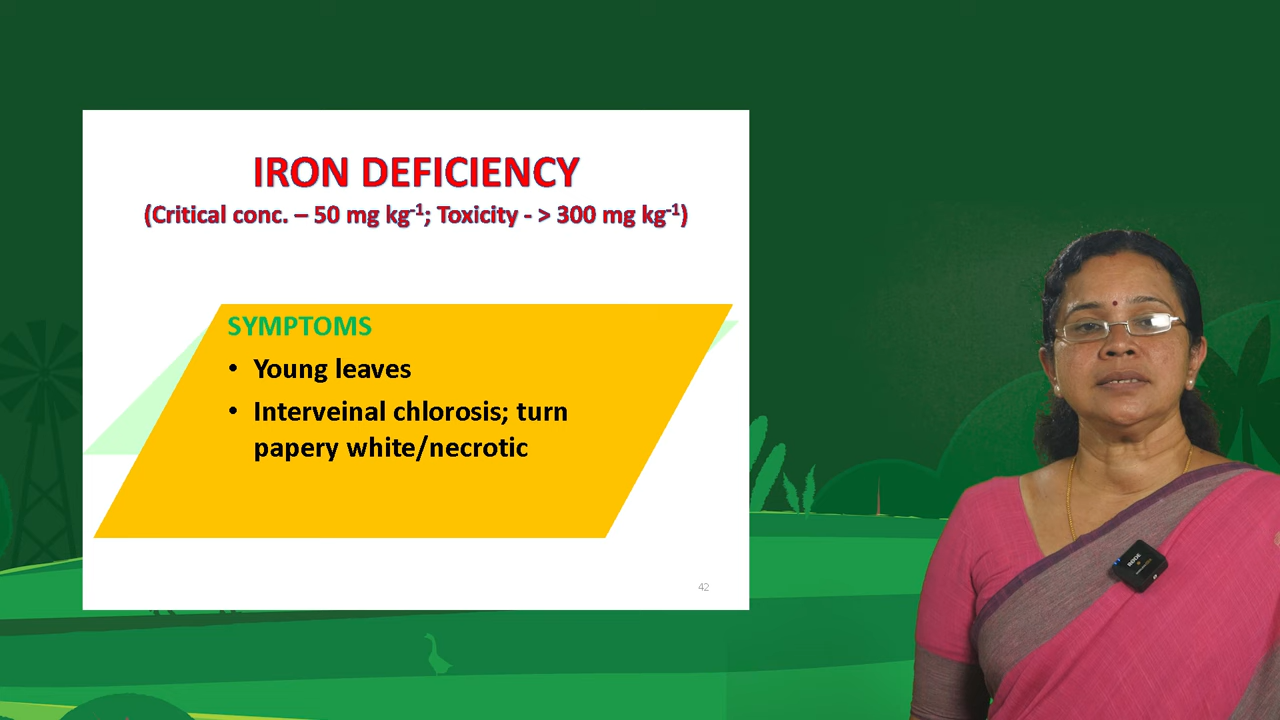 IRON DEFICIENCY
(Critical conc. – 50 mg kg⁻¹; Toxicity - > 300 mg kg⁻¹)
SYMPTOMS
• Young leaves
• Interveinal chlorosis; turn
papery white/necrotic
42
RODE